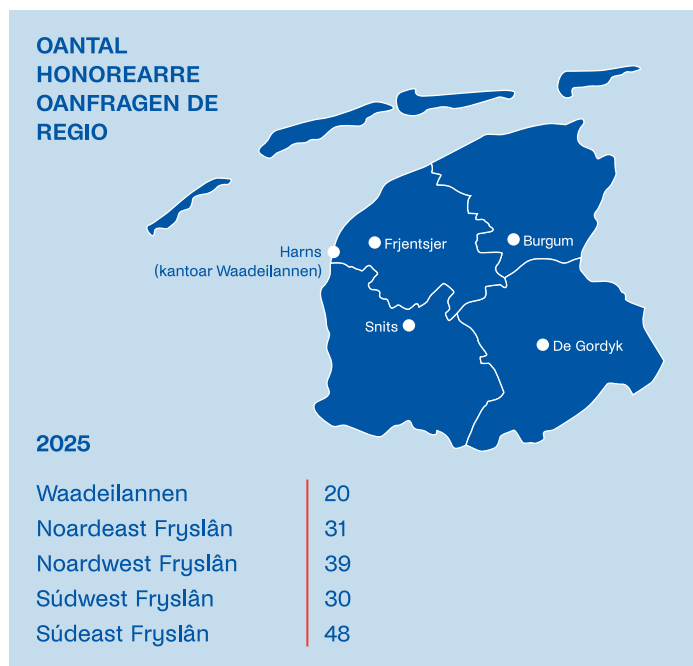 OANTAL
HONOREARRE
OANFRAGEN DE
REGIO
Harns
(kantoar Waadeilannen)
Frjentsjer
Burgum
Snits
De Gordyk
2025
Waadeilannen 20
Noardeast Fryslân 31
Noardwest Fryslân 39
Súdwest Fryslân 30
Súdeast Fryslân 48